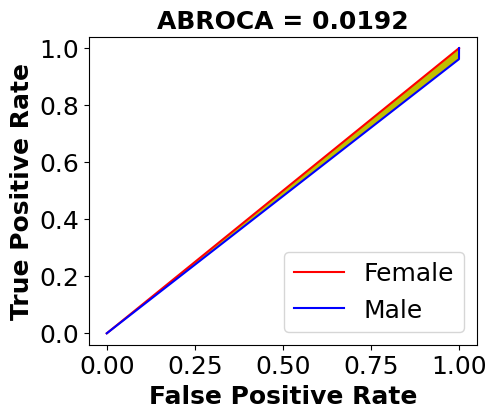 ABROCA = 0.0192
True Positive Rate
1.0
0.8
0.6
0.4
0.2
0.0
Female
Male
0.00 0.25 0.50 0.75 1.00
False Positive Rate